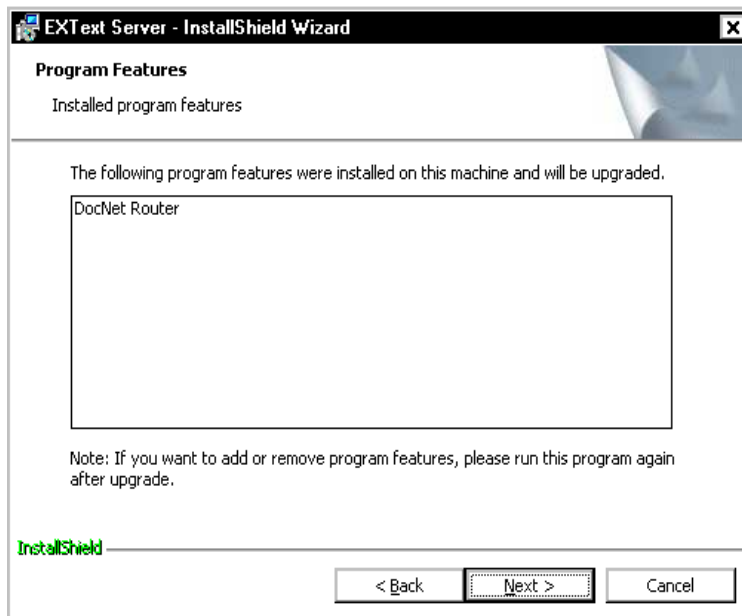 EXText Server - InstallShield Wizard
Program Features
Installed program features
The following program features were installed on this machine and will be upgraded.
DocNet Router
Note: If you want to add or remove program features, please run this program again
after upgrade.
InstallShield
< Back
Next >
Cancel